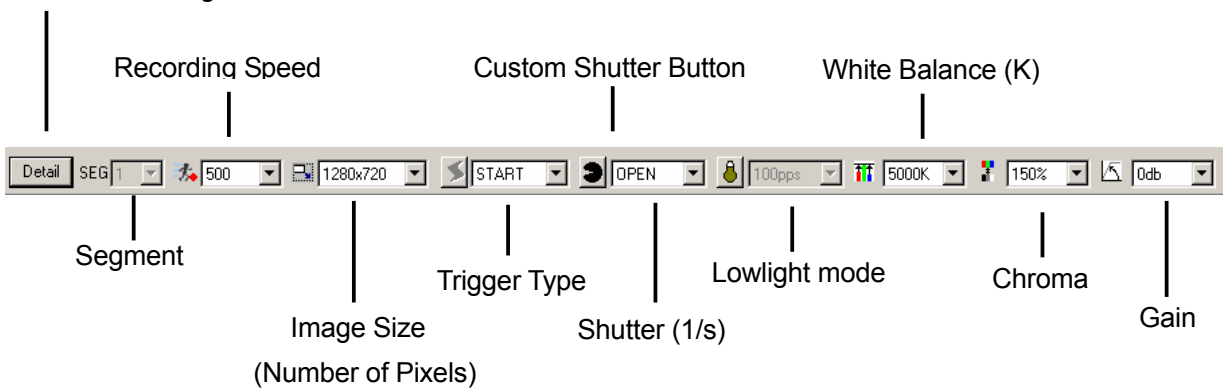 Recording Speed
Custom Shutter Button
White Balance (K)
Detail SEG 1 500 1280x720 START OPEN 100pps 5000K 150% 0db
Segment
Trigger Type
Lowlight mode
Chroma
Image Size
Shutter (1/s)
Gain
(Number of Pixels)